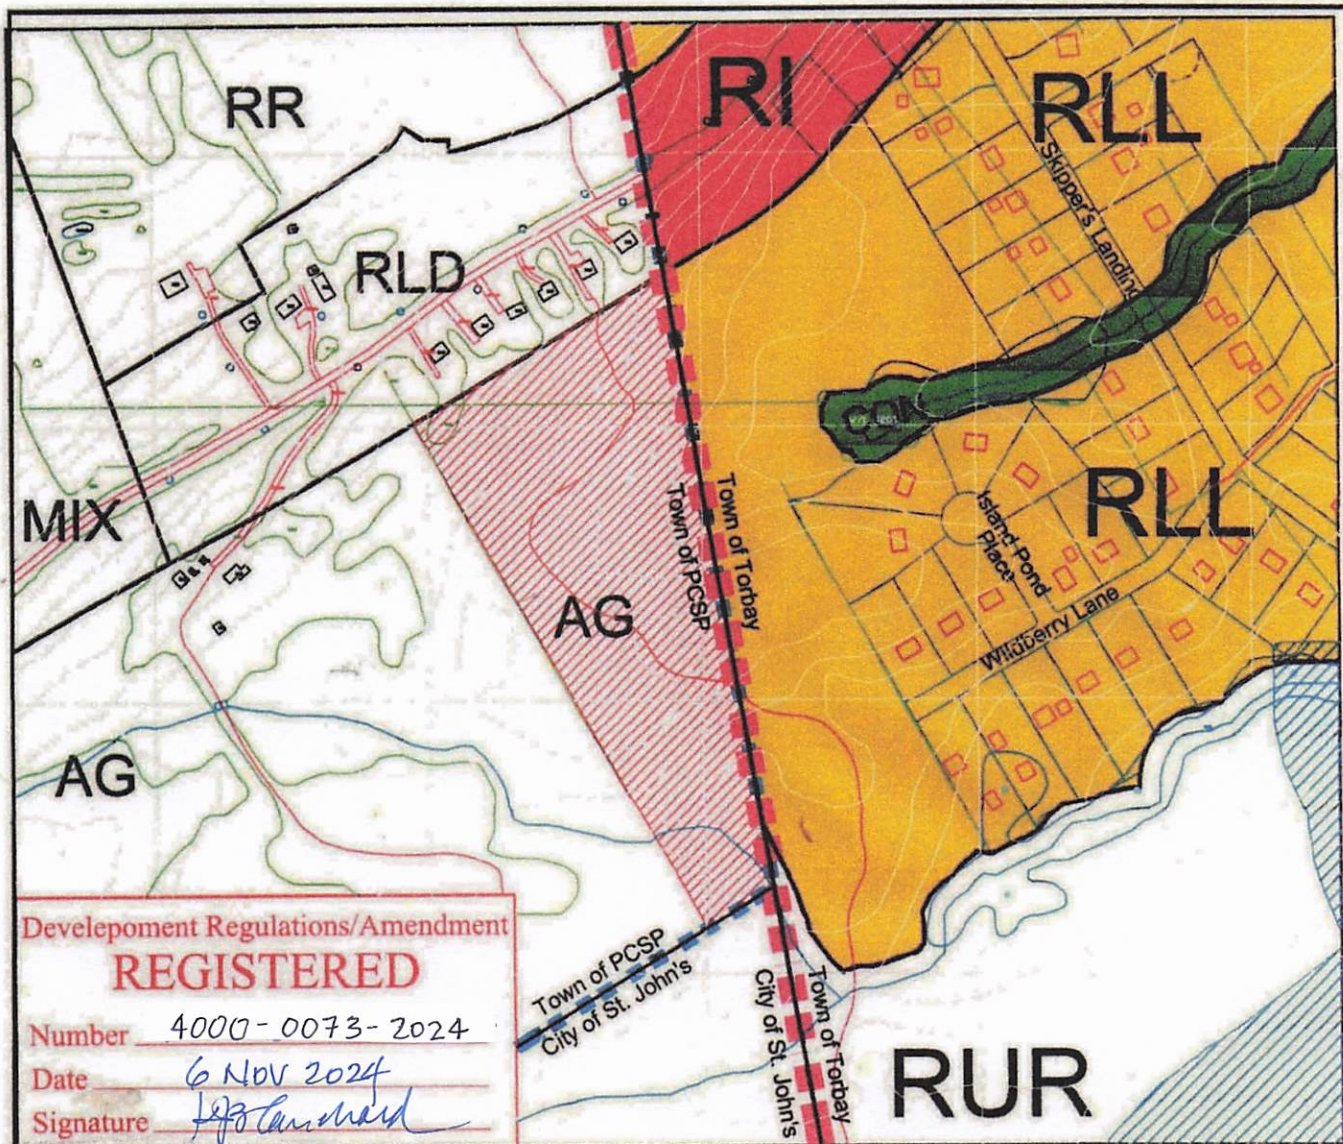 RR
RI
RLL
Skipper's Landing
RLD
MIX
RLL
Island Pond
Place
Wildberry Lane
Town of Torbay
Town of PCSP
AG
AG
Town of PCSP
City of St. John's
Town of Torbay
City of St. John's
RUR
Develepoment Regulations/Amendment
REGISTERED
Number 4000-0073-2024
Date 6 NOV 2024
Signature